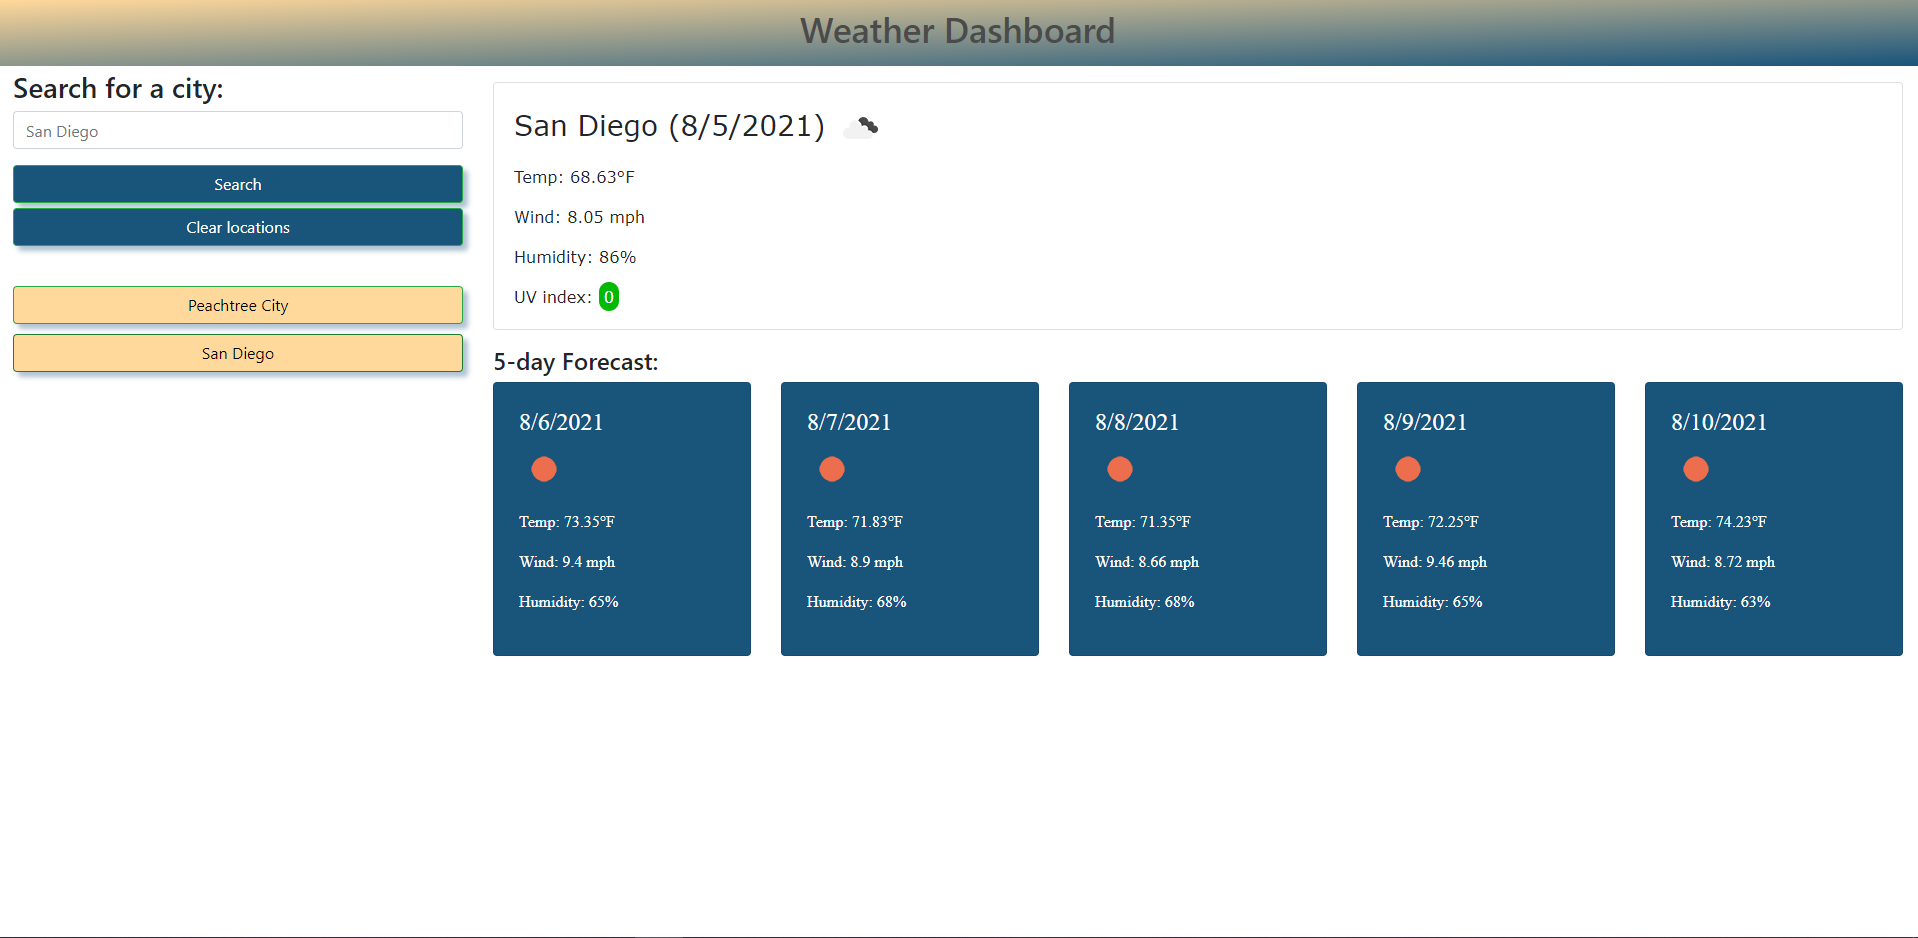 Weather Dashboard
Search for a city:
San Diego
Search
Clear locations
Peachtree City
San Diego
San Diego (8/5/2021)
Temp: 68.63°F
Wind: 8.05 mph
Humidity: 86%
UV index: 0
5-day Forecast:
8/6/2021
Temp: 73.35°F
Wind: 9.4 mph
Humidity: 65%
8/7/2021
Temp: 71.83°F
Wind: 8.9 mph
Humidity: 68%
8/8/2021
Temp: 71.35°F
Wind: 8.66 mph
Humidity: 68%
8/9/2021
Temp: 72.25°F
Wind: 9.46 mph
Humidity: 65%
8/10/2021
Temp: 74.23°F
Wind: 8.72 mph
Humidity: 63%